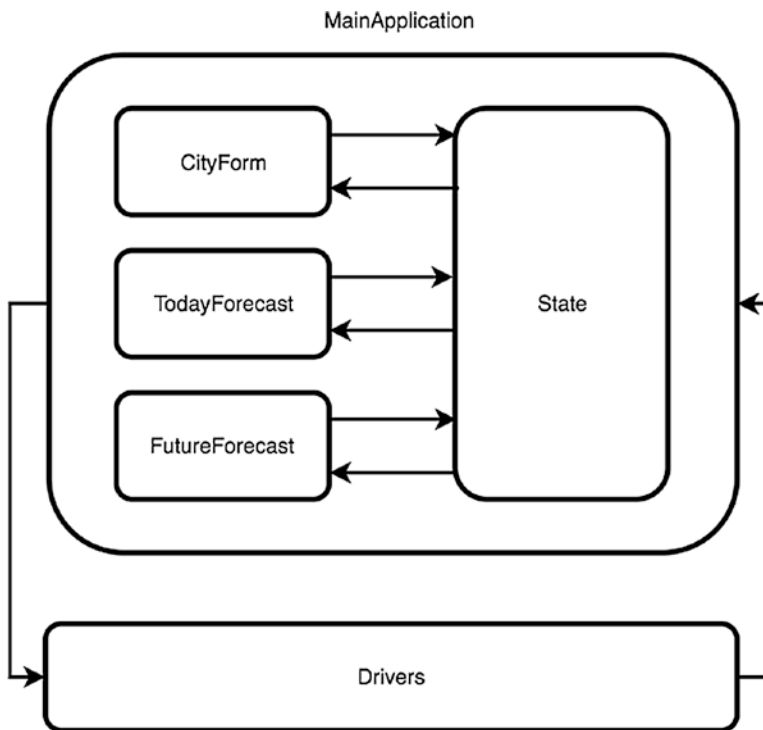 MainApplication
CityForm
TodayForecast
State
FutureForecast
Drivers